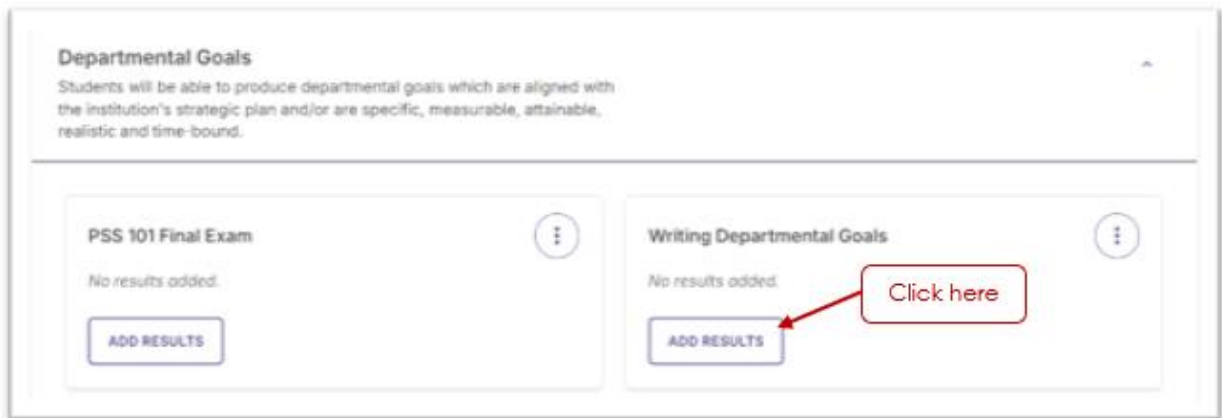 Departmental Goals
Students will be able to produce departmental goals which are aligned with
the institution's strategic plan and/or are specific, measurable, attainable,
realistic and time-bound.
PSS 101 Final Exam
No results added.
ADD RESULTS
Writing Departmental Goals
No results added.
Click here
ADD RESULTS